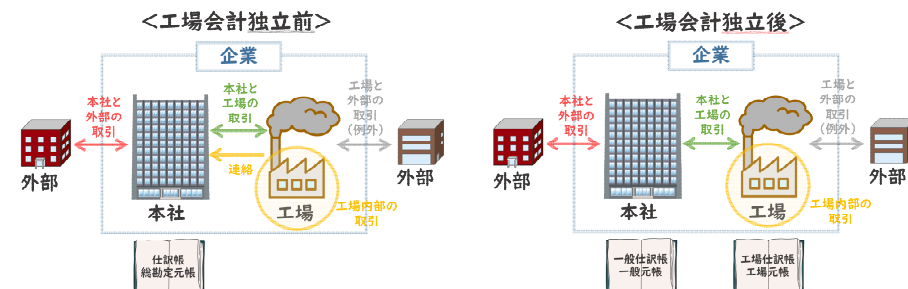 <工場会計独立前>
企業
本社と
外部の
取引
本社と
工場の
取引
工場と
外部の
取引
(例外)
連絡
外部
本社
工場
外部
工場内部の
取引
仕訳帳
総勘定元帳
<工場会計独立後>
企業
本社と
外部の
取引
本社と
工場の
取引
工場と
外部の
取引
(例外)
外部
本社
工場
外部
工場内部の
取引
一般仕訳帳
一般元帳
工場仕訳帳
工場元帳